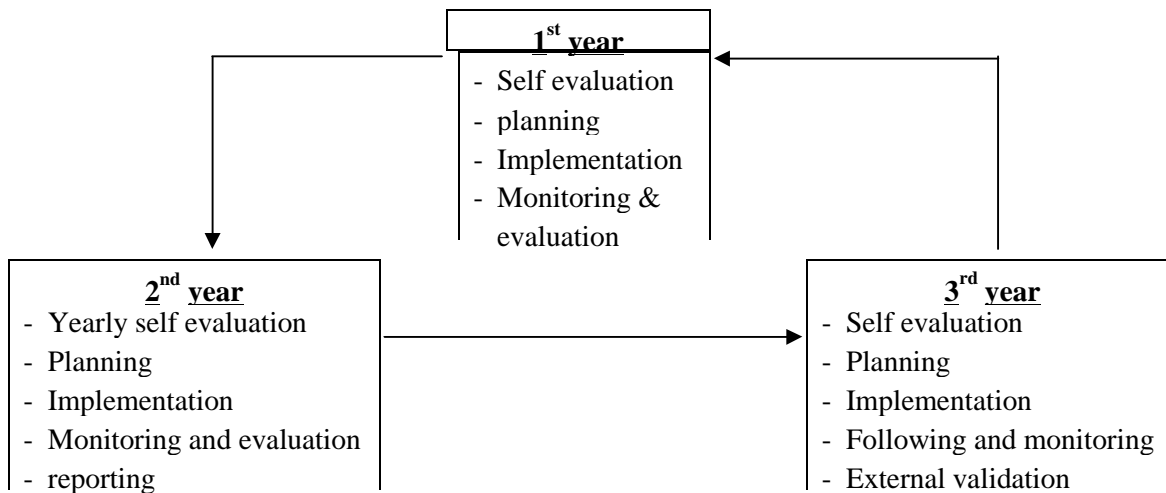 1st year
- Self evaluation
- planning
- Implementation
- Monitoring &
evaluation
2nd year
- Yearly self evaluation
- Planning
- Implementation
- Monitoring and evaluation
- reporting
3rd year
- Self evaluation
- Planning
- Implementation
- Following and monitoring
- External validation